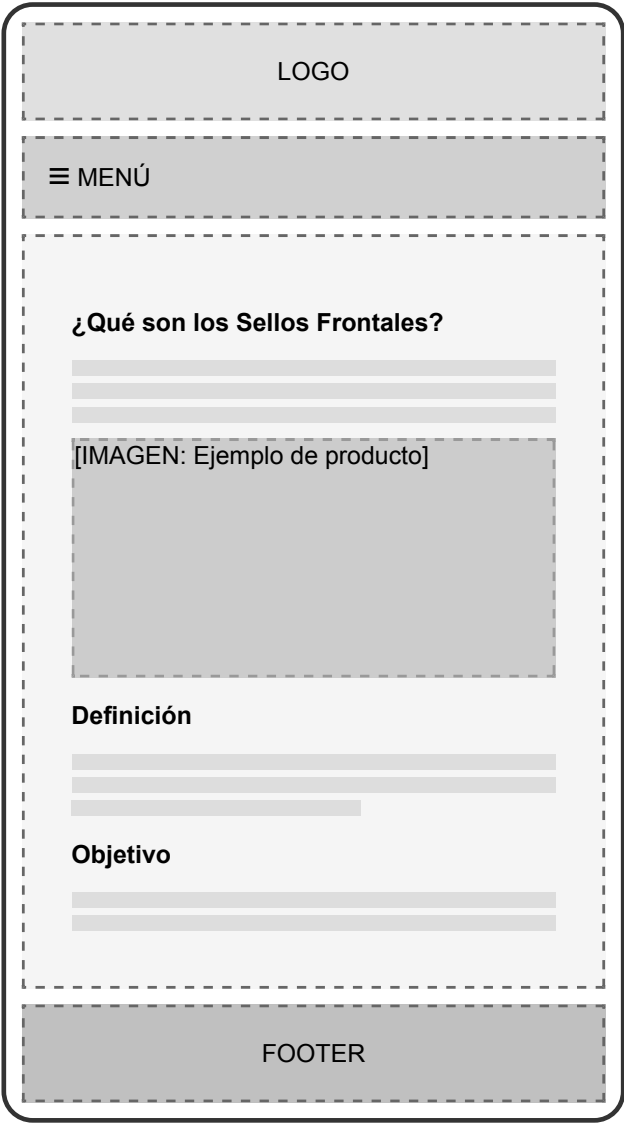 LOGO
≡ MENÚ
¿Qué son los Sellos Frontales?
[IMAGEN: Ejemplo de producto]
Definición
Objetivo
FOOTER